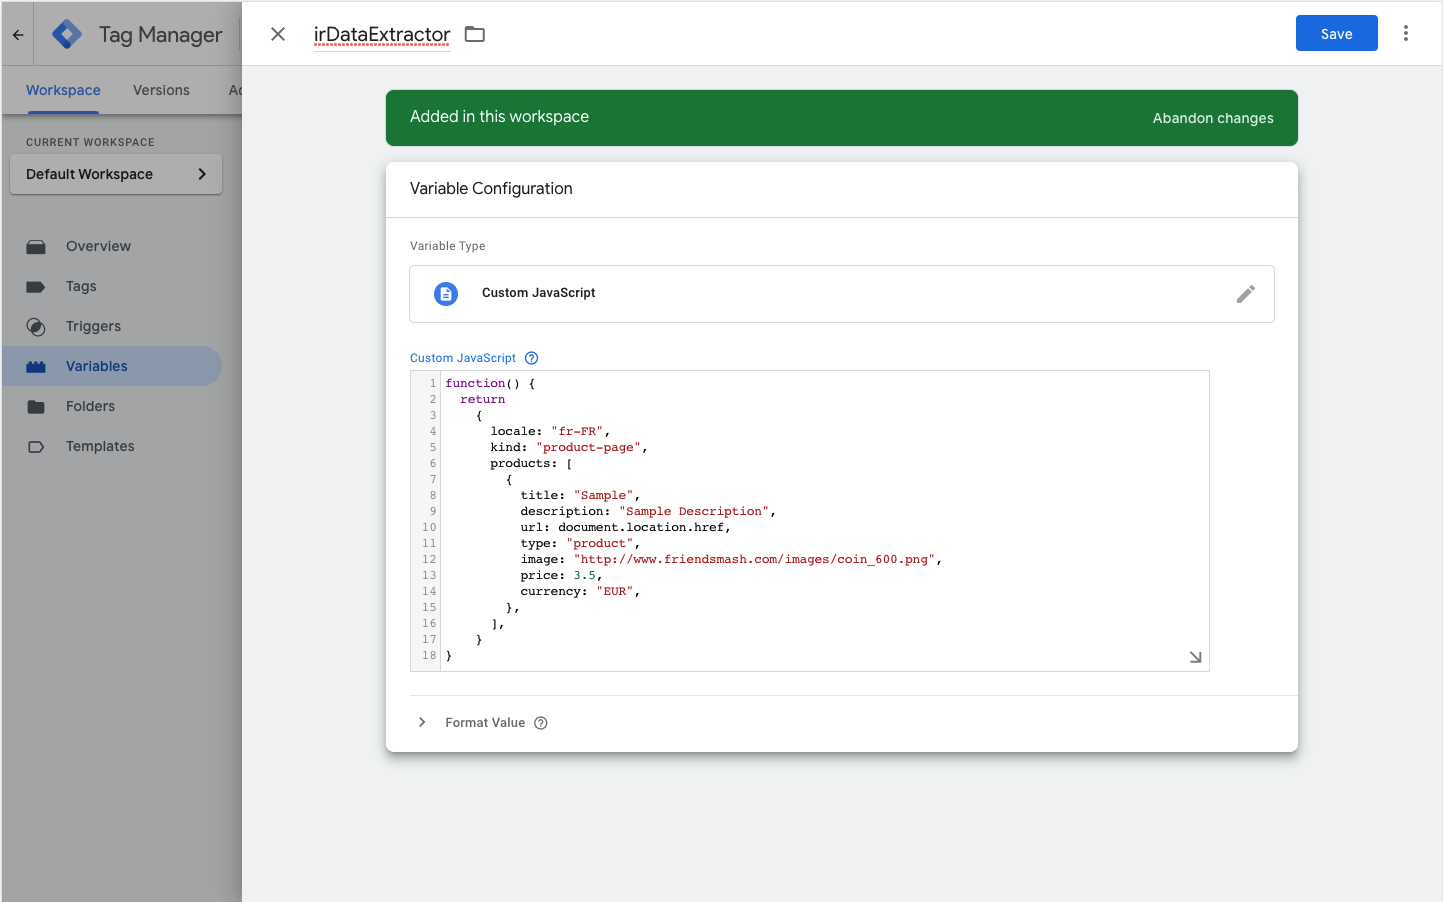 Tag Manager
irDataExtractor
Save
Workspace
Versions
Added in this workspace
Abandon changes
CURRENT WORKSPACE
Default Workspace
Overview
Tags
Triggers
Variables
Folders
Templates
Variable Configuration
Variable Type
Custom JavaScript
Custom JavaScript
1 function() {
2 return
3 {
4 locale: "fr-FR",
5 kind: "product-page",
6 products: [
7 {
8 title: "Sample",
9 description: "Sample Description",
10 url: document.location.href,
11 type: "product",
12 image: "http://www.friendsmash.com/images/coin_600.png",
13 price: 3.5,
14 currency: "EUR",
15 },
16 ],
17 }
18 }
Format Value